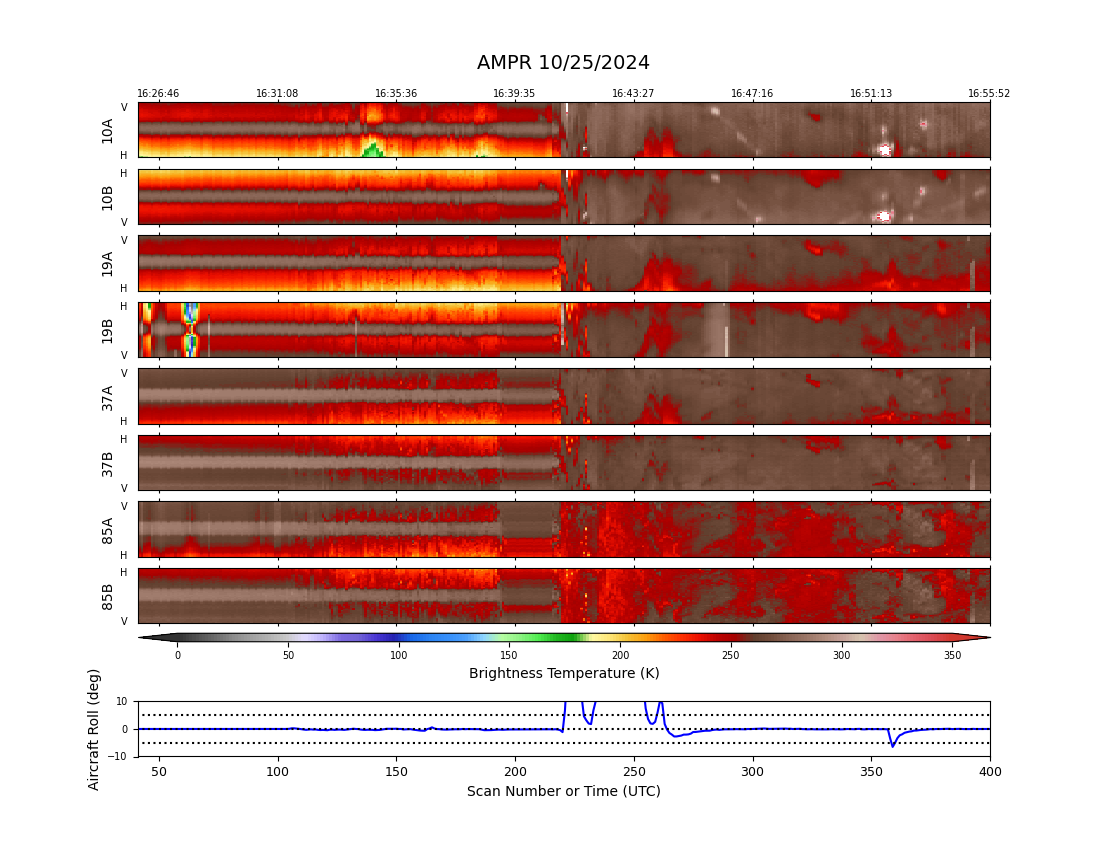 AMPR 10/25/2024
16:26:46 16:31:08 16:35:36 16:39:35 16:43:27 16:47:16 16:51:13 16:55:52
V
10A
H
H
10B
V
V
19A
H
H
19B
V
V
37A
H
H
37B
V
V
85A
H
H
85B
V
0 50 100 150 200 250 300 350
Brightness Temperature (K)
Aircraft Roll (deg)
10
0
−10
50 100 150 200 250 300 350 400
Scan Number or Time (UTC)